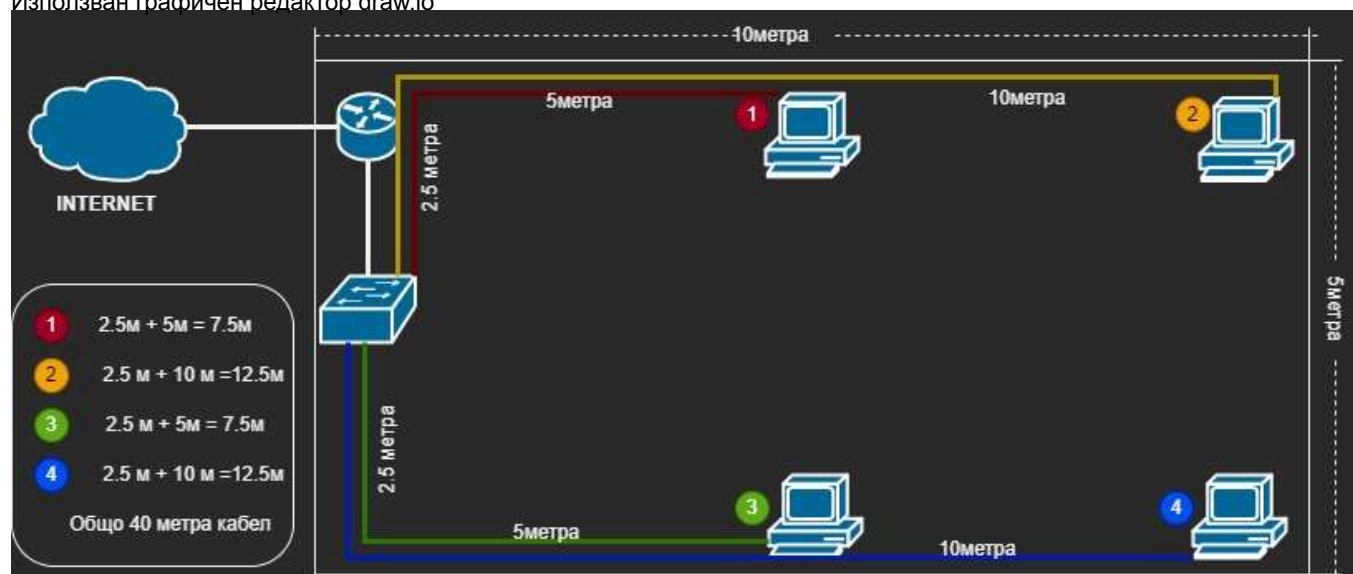 Използван графичен редактор draw.io
10метра
5метра
1
10метра
2
2.5 метра
INTERNET
5метра
1 2.5м + 5м = 7.5м
2 2.5 м + 10 м =12.5м
3 2.5 м + 5м = 7.5м
4 2.5 м + 10 м =12.5м
Общо 40 метра кабел
2.5 метра
3
4
5метра
10метра